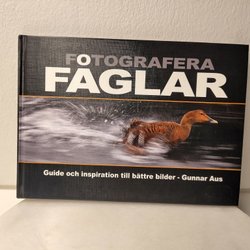 FOTOGRAFERA
FÅGLAR
Guide och inspiration till bättre bilder - Gunnar Aus